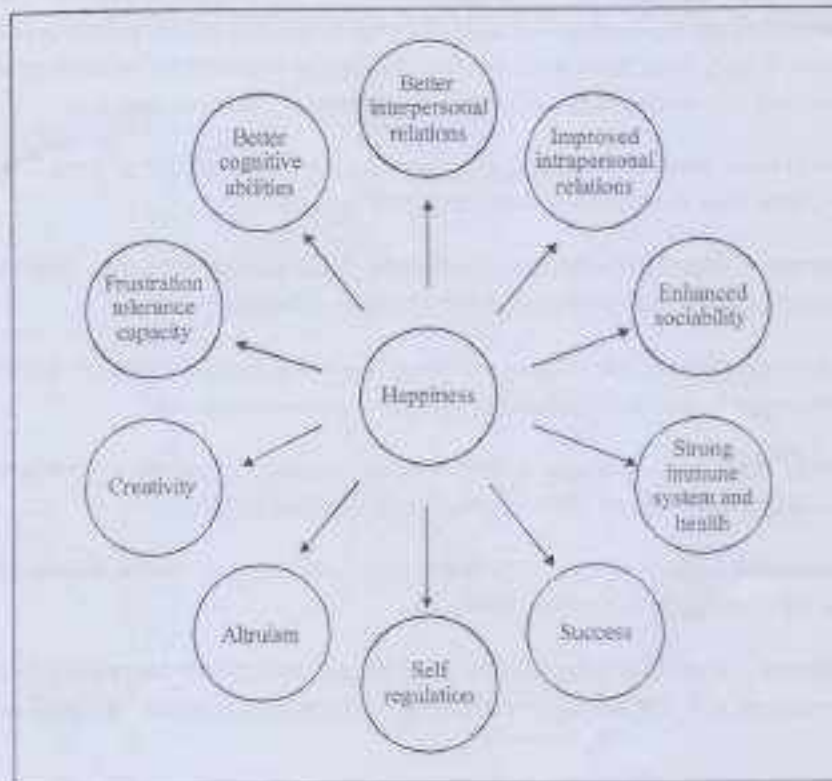 Better
interpersonal
relations
Better
cognitive
abilities
Improved
intrapersonal
relations
Frustration
tolerance
capacity
Enhanced
sociability
Happiness
Creativity
Strong
immune
system and
health
Altruism
Self
regulation
Success